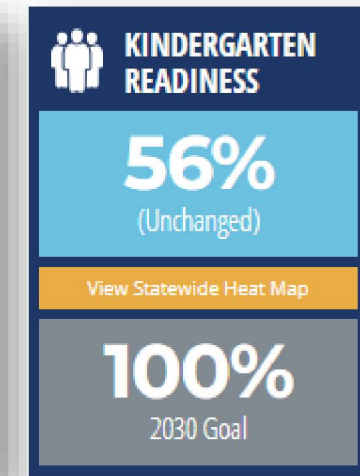 KINDERGARTEN
READINESS
56%
(Unchanged)
View Statewide Heat Map
100%
2030 Goal